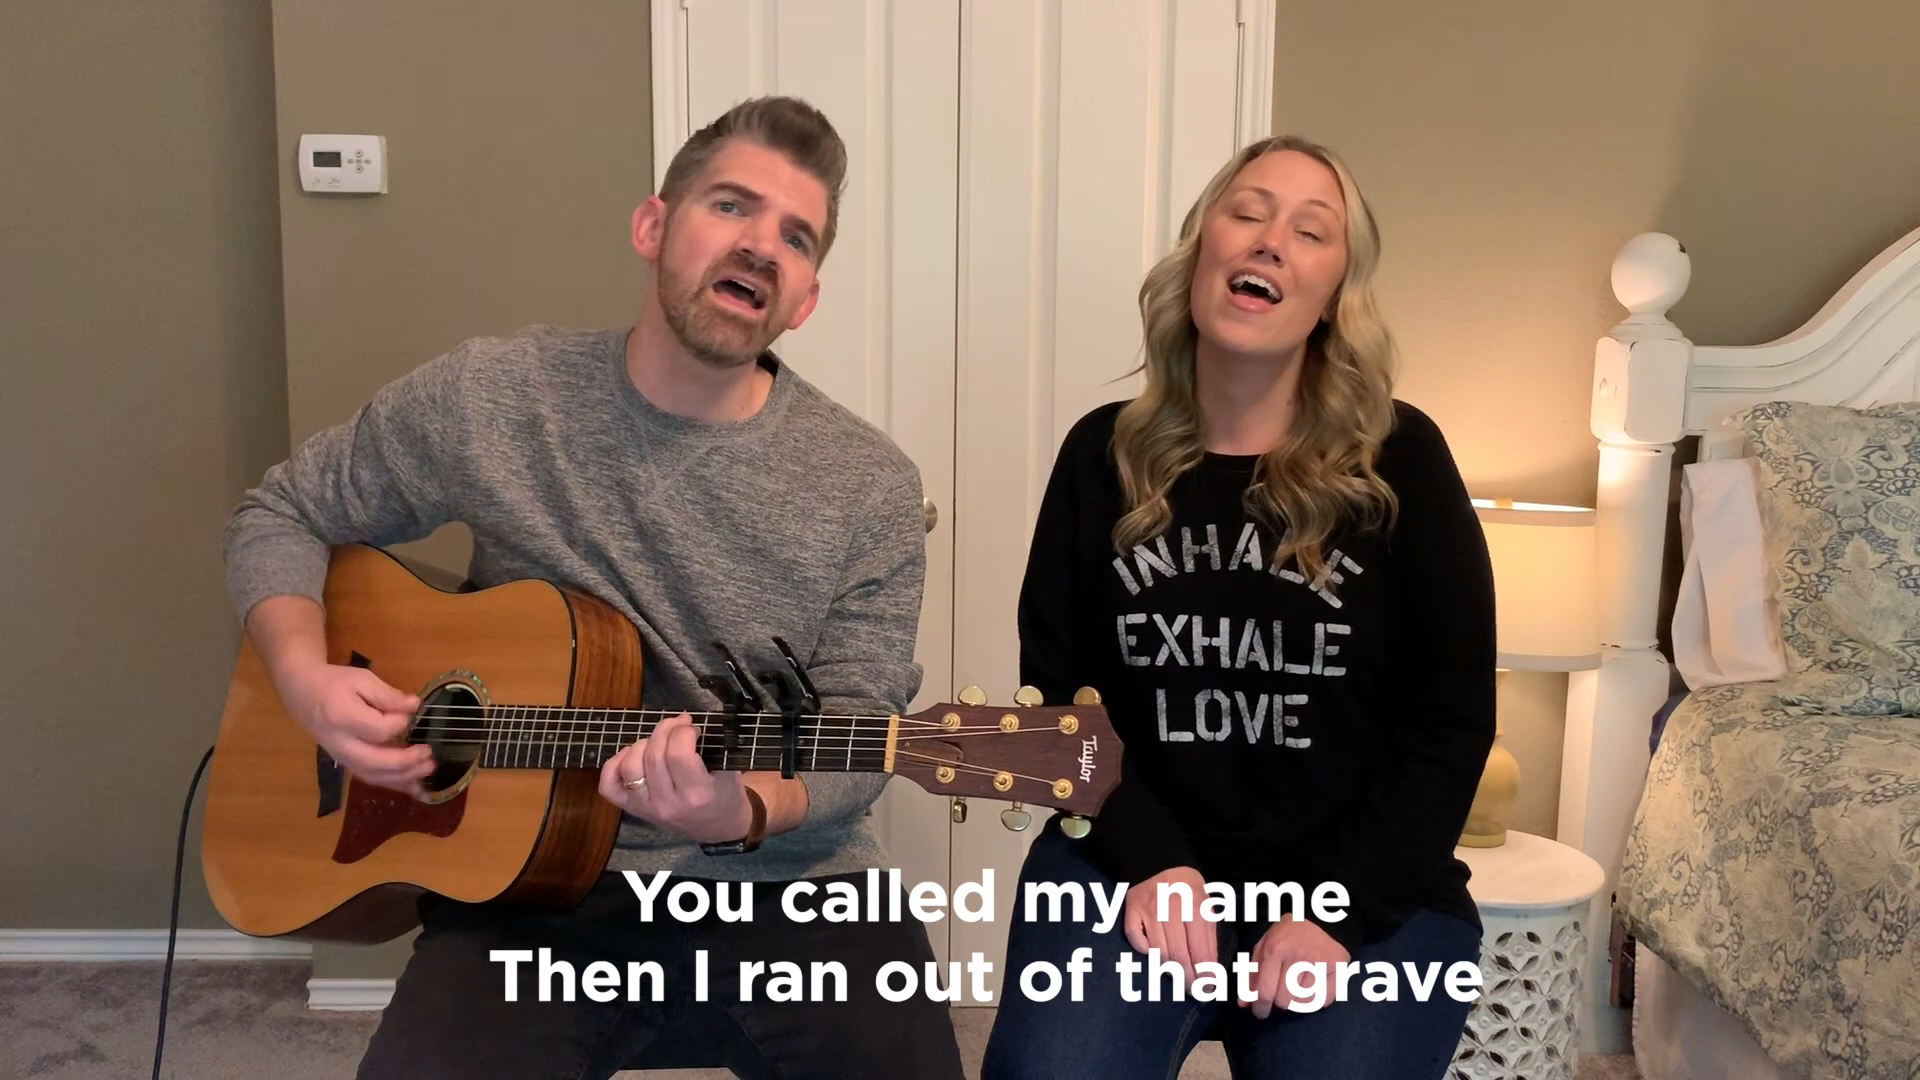 INHALE
EXHALE
LOVE
Taylor
You called my name
Then I ran out of that grave